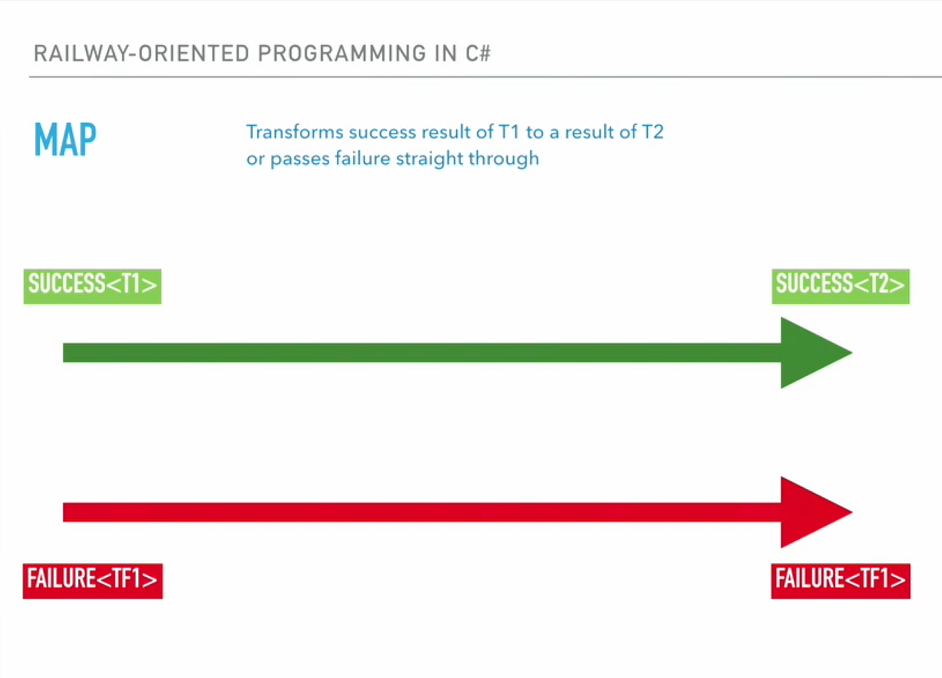 RAILWAY-ORIENTED PROGRAMMING IN C#
MAP
Transforms success result of T1 to a result of T2
or passes failure straight through
SUCCESS<T1>
SUCCESS<T2>
FAILURE<TF1>
FAILURE<TF1>